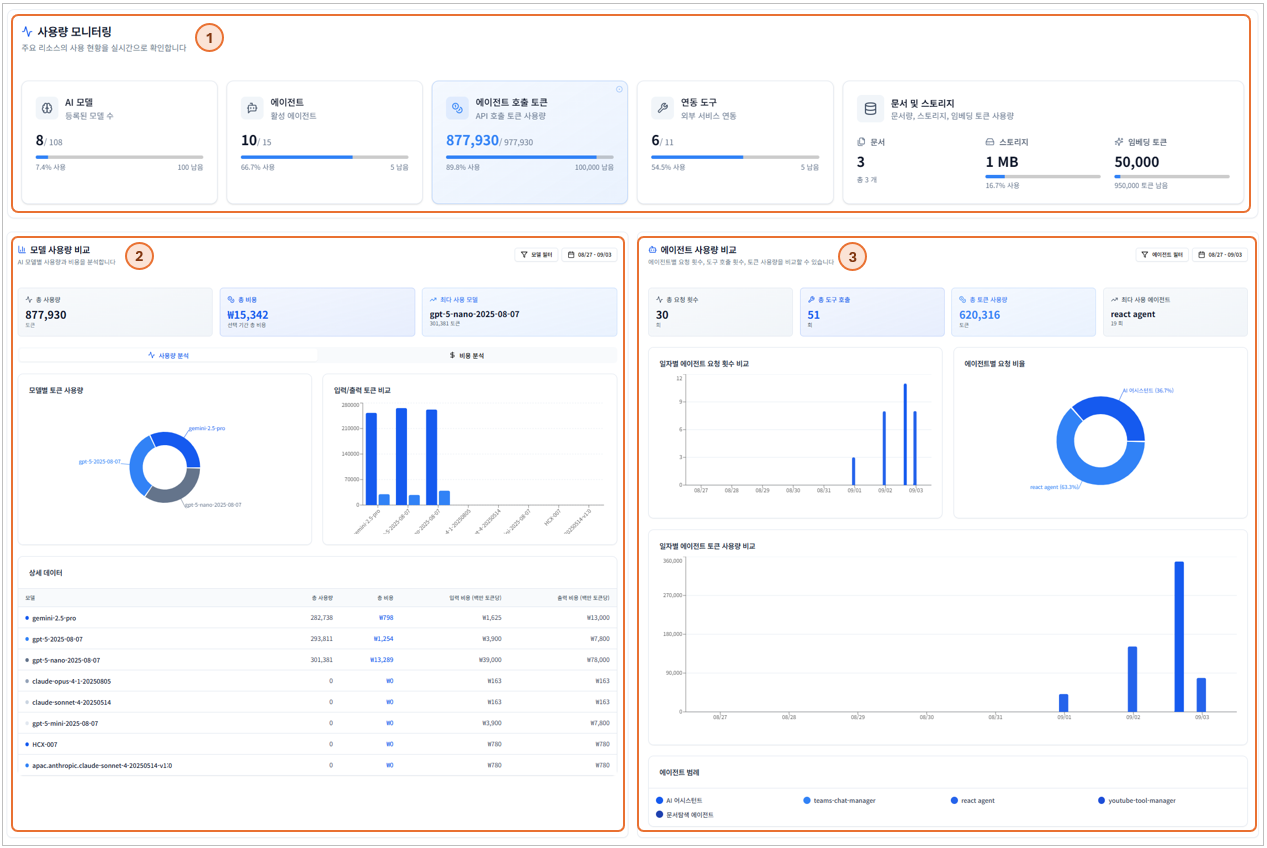 사용량 모니터링
1
주요 리소스의 사용 현황을 실시간으로 확인합니다
AI 모델
등록된 모델 수
8/ 108
7.4% 사용
100 남음
에이전트
활성 에이전트
10/ 15
66.7% 사용
5 남음
에이전트 호출 토큰
API 호출 토큰 사용량
877,930/ 977,930
89.8% 사용
100,000 남음
연동 도구
외부 서비스 연동
6/ 11
54.5% 사용
5 남음
문서 및 스토리지
문서량, 스토리지, 임베딩 토큰 사용량
문서
3
총 3 개
스토리지
1 MB
16.7% 사용
임베딩 토큰
50,000
950,000 토큰 남음
모델 사용량 비교
2
AI 모델별 사용량과 비용을 분석합니다
모델 필터
08/27 - 09/03
총 사용량
877,930
토큰
총 비용
₩15,342
선택 기간 총 비용
최다 사용 모델
gpt-5-nano-2025-08-07
301,381 토큰
사용량 분석
비용 분석
모델별 토큰 사용량
gemini-2.5-pro
gpt-5-2025-08-07
gpt-5-nano-2025-08-07
입력/출력 토큰 비교
280000
220000
140000
70000
0
gemini-2.5-pro
5-2025-08-07
no-2025-08-07
4-1-20250805
t-4-20250514
ni-2025-08-07
HCX-007
20250514-v1:0
상세 데이터
모델 총 사용량 총 비용 입력 비용 (백만 토큰당) 출력 비용 (백만 토큰당)
gemini-2.5-pro 282,738 ₩798 ₩1,625 ₩13,000
gpt-5-2025-08-07 293,811 ₩1,254 ₩3,900 ₩7,800
gpt-5-nano-2025-08-07 301,381 ₩13,289 ₩39,000 ₩78,000
claude-opus-4-1-20250805 0 ₩0 ₩163 ₩163
claude-sonnet-4-20250514 0 ₩0 ₩163 ₩163
gpt-5-mini-2025-08-07 0 ₩0 ₩3,900 ₩7,800
HCX-007 0 ₩0 ₩780 ₩780
apac.anthropic.claude-sonnet-4-20250514-v1:0 0 ₩0 ₩780 ₩780
에이전트 사용량 비교
3
에이전트별 요청 횟수, 도구 호출 횟수, 토큰 사용량을 비교할 수 있습니다
에이전트 필터
08/27 - 09/03
총 요청 횟수
30
회
총 도구 호출
51
회
총 토큰 사용량
620,316
토큰
최다 사용 에이전트
react agent
19 회
일자별 에이전트 요청 횟수 비교
12
9
6
3
0
08/27 08/28 08/29 08/30 08/31 09/01 09/02 09/03
에이전트별 요청 비율
AI 어시스턴트 (36.7%)
react agent (63.3%)
일자별 에이전트 토큰 사용량 비교
360,000
270,000
180,000
90,000
0
08/27 08/28 08/29 08/30 08/31 09/01 09/02 09/03
에이전트 범례
AI 어시스턴트
teams-chat-manager
react agent
youtube-tool-manager
문서탐색 에이전트